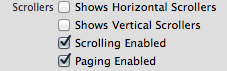 Scrollers Shows Horizontal Scrollers
Shows Vertical Scrollers
Scrolling Enabled
Paging Enabled